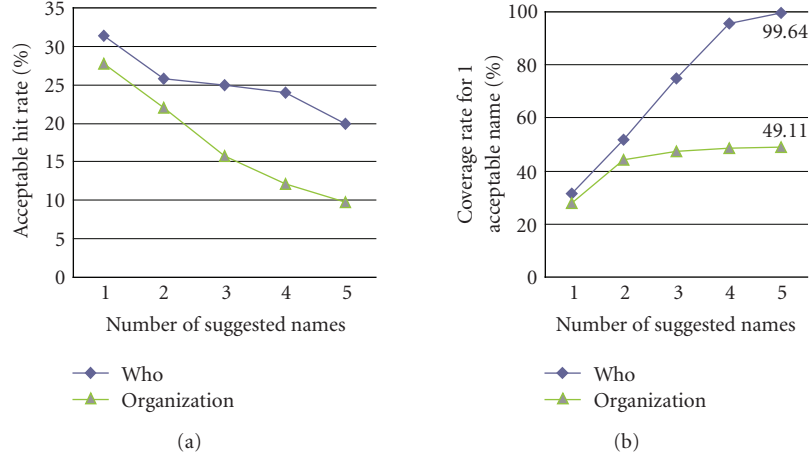 35
30
25
20
15
10
5
0
Acceptable hit rate (%)
1 2 3 4 5
Number of suggested names
Who
Organization
(a)
100
80
60
40
20
0
Coverage rate for 1
acceptable name (%)
99.64
49.11
1 2 3 4 5
Number of suggested names
Who
Organization
(b)